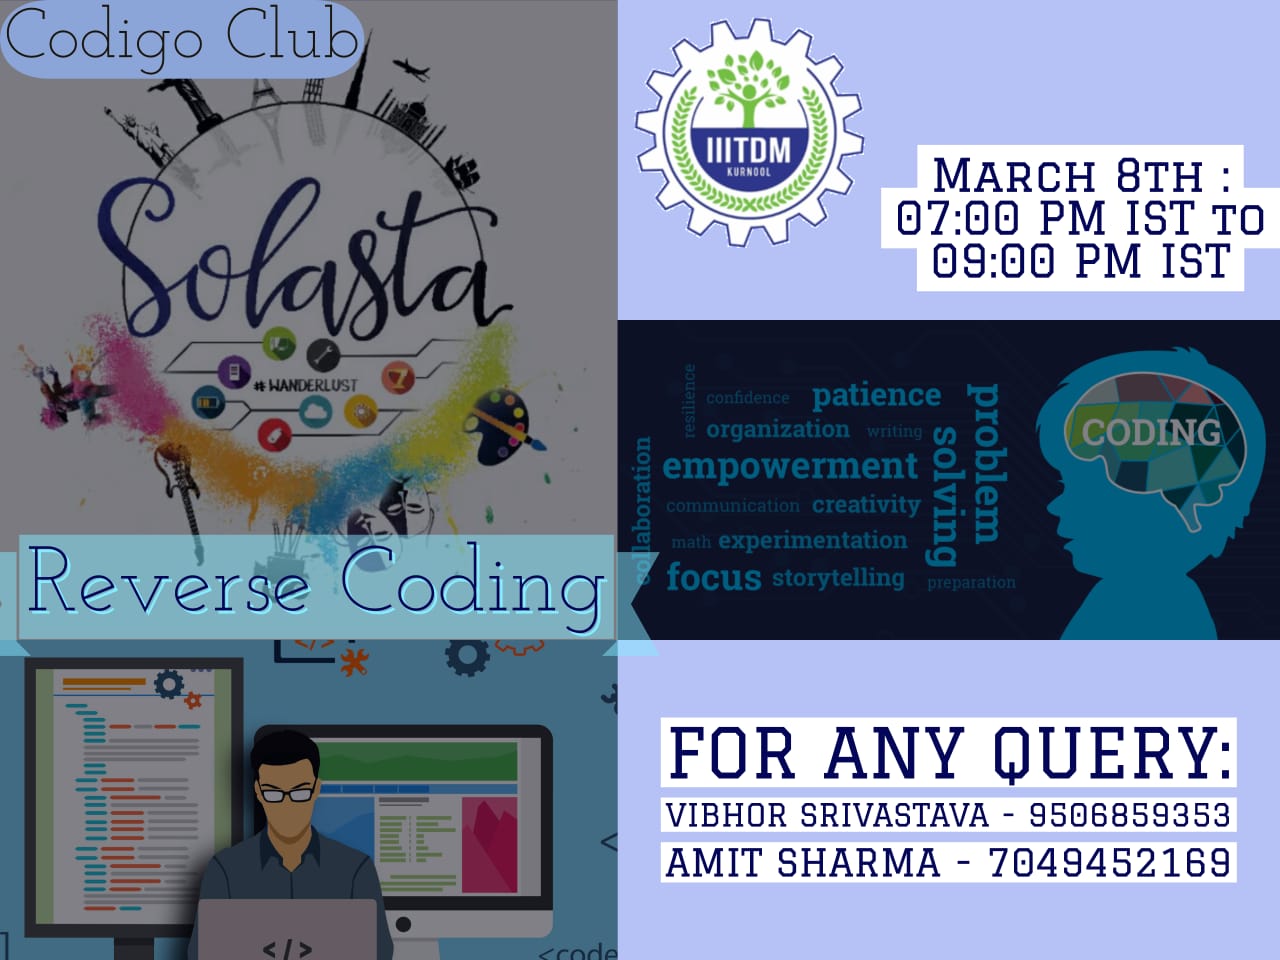 Codigo Club
Solasta
# WANDERLUST
Reverse Coding
IIITDM
KURNOOL
March 8th :
07:00 PM IST to
09:00 PM IST
resilience
confidence
patience
organization
writing
collaboration
empowerment
communication
creativity
math
experimentation
focus
storytelling
preparation
problem
solving
CODING
</>
<code
FOR ANY QUERY:
VIBHOR SRIVASTAVA - 9506859353
AMIT SHARMA - 7049452169